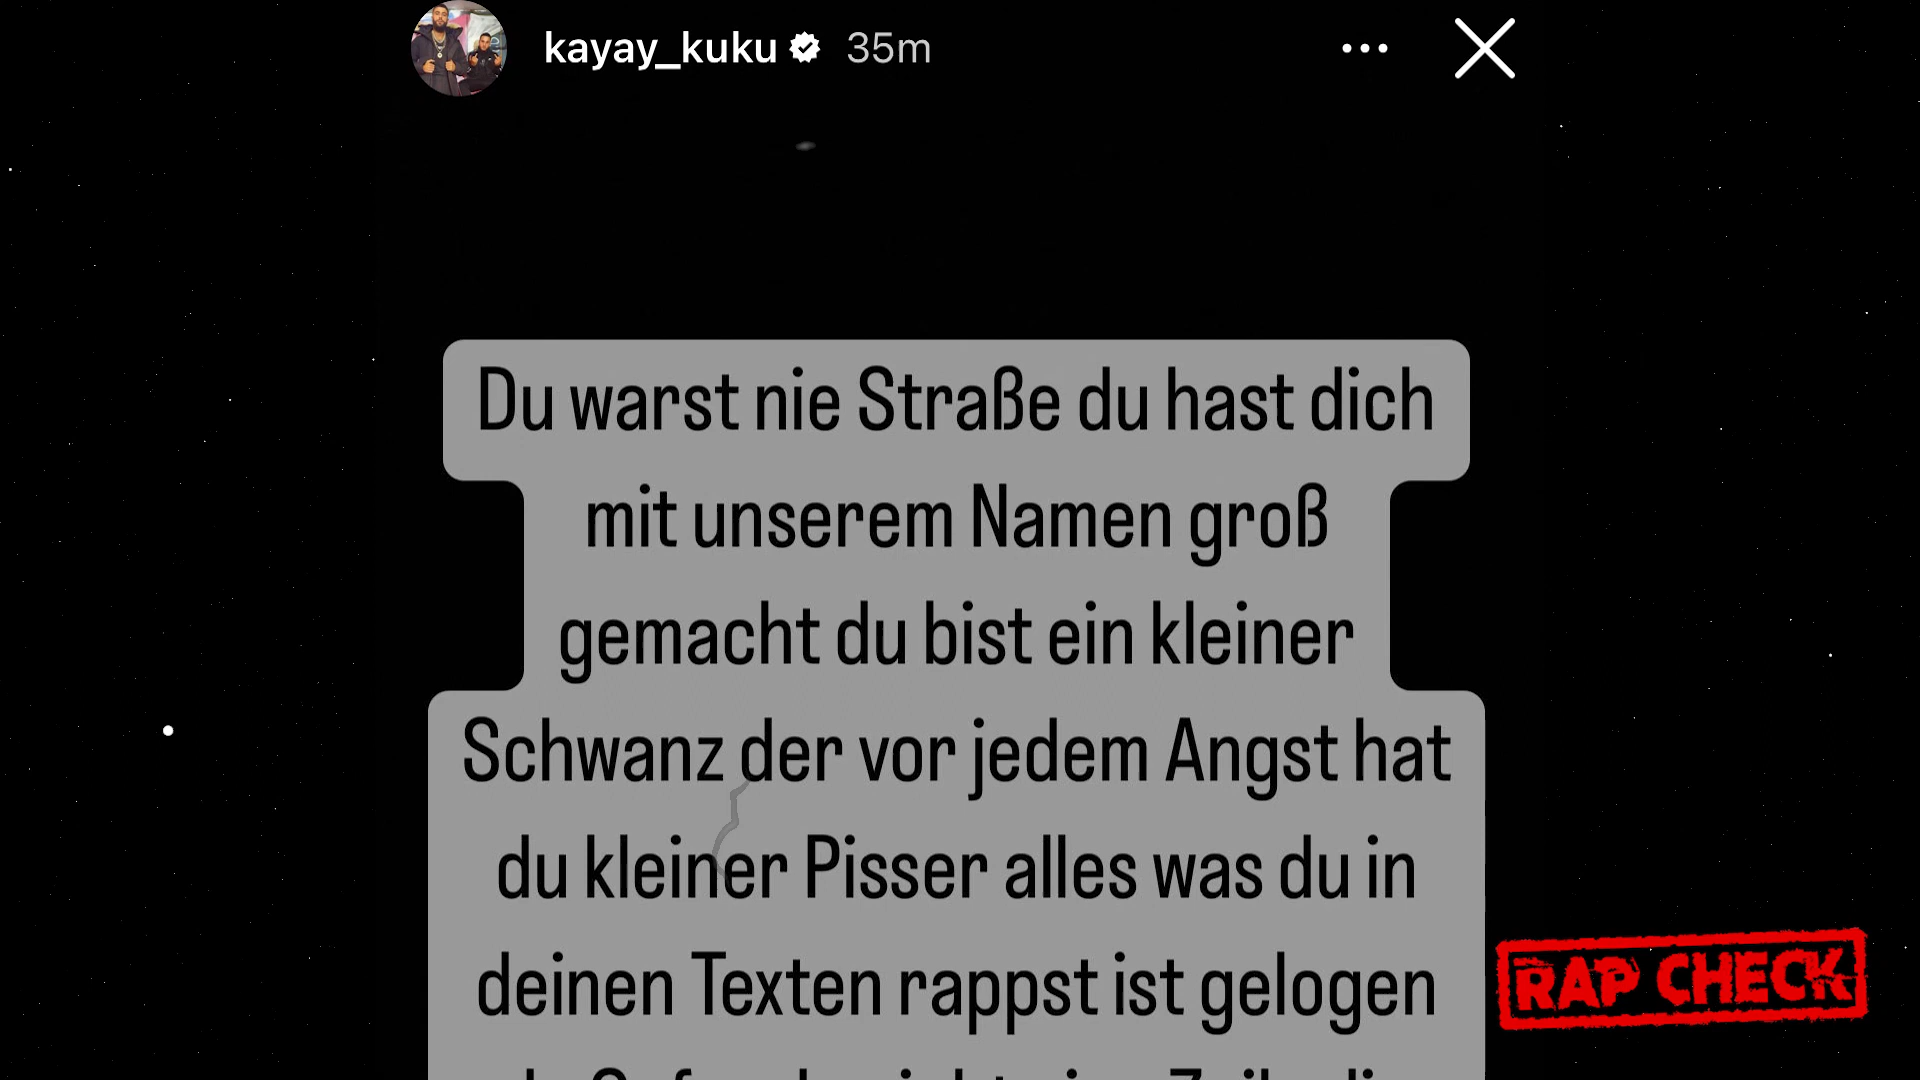 kayay_kuku 35m
Du warst nie Straße du hast dich
mit unserem Namen groß
gemacht du bist ein kleiner
Schwanz der vor jedem Angst hat
du kleiner Pisser alles was du in
deinen Texten rappst ist gelogen
RAP CHECK